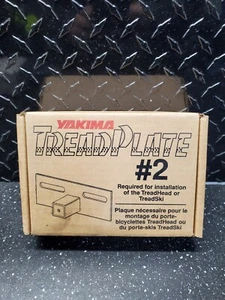 YAKIMA
TREADPLATE
#2
Required for installation
of the TreadHead or
TreadSki
Plaque nécessaire pour le
montage du porte-
bicyclettes TreadHead ou
du porte-skis TreadSki